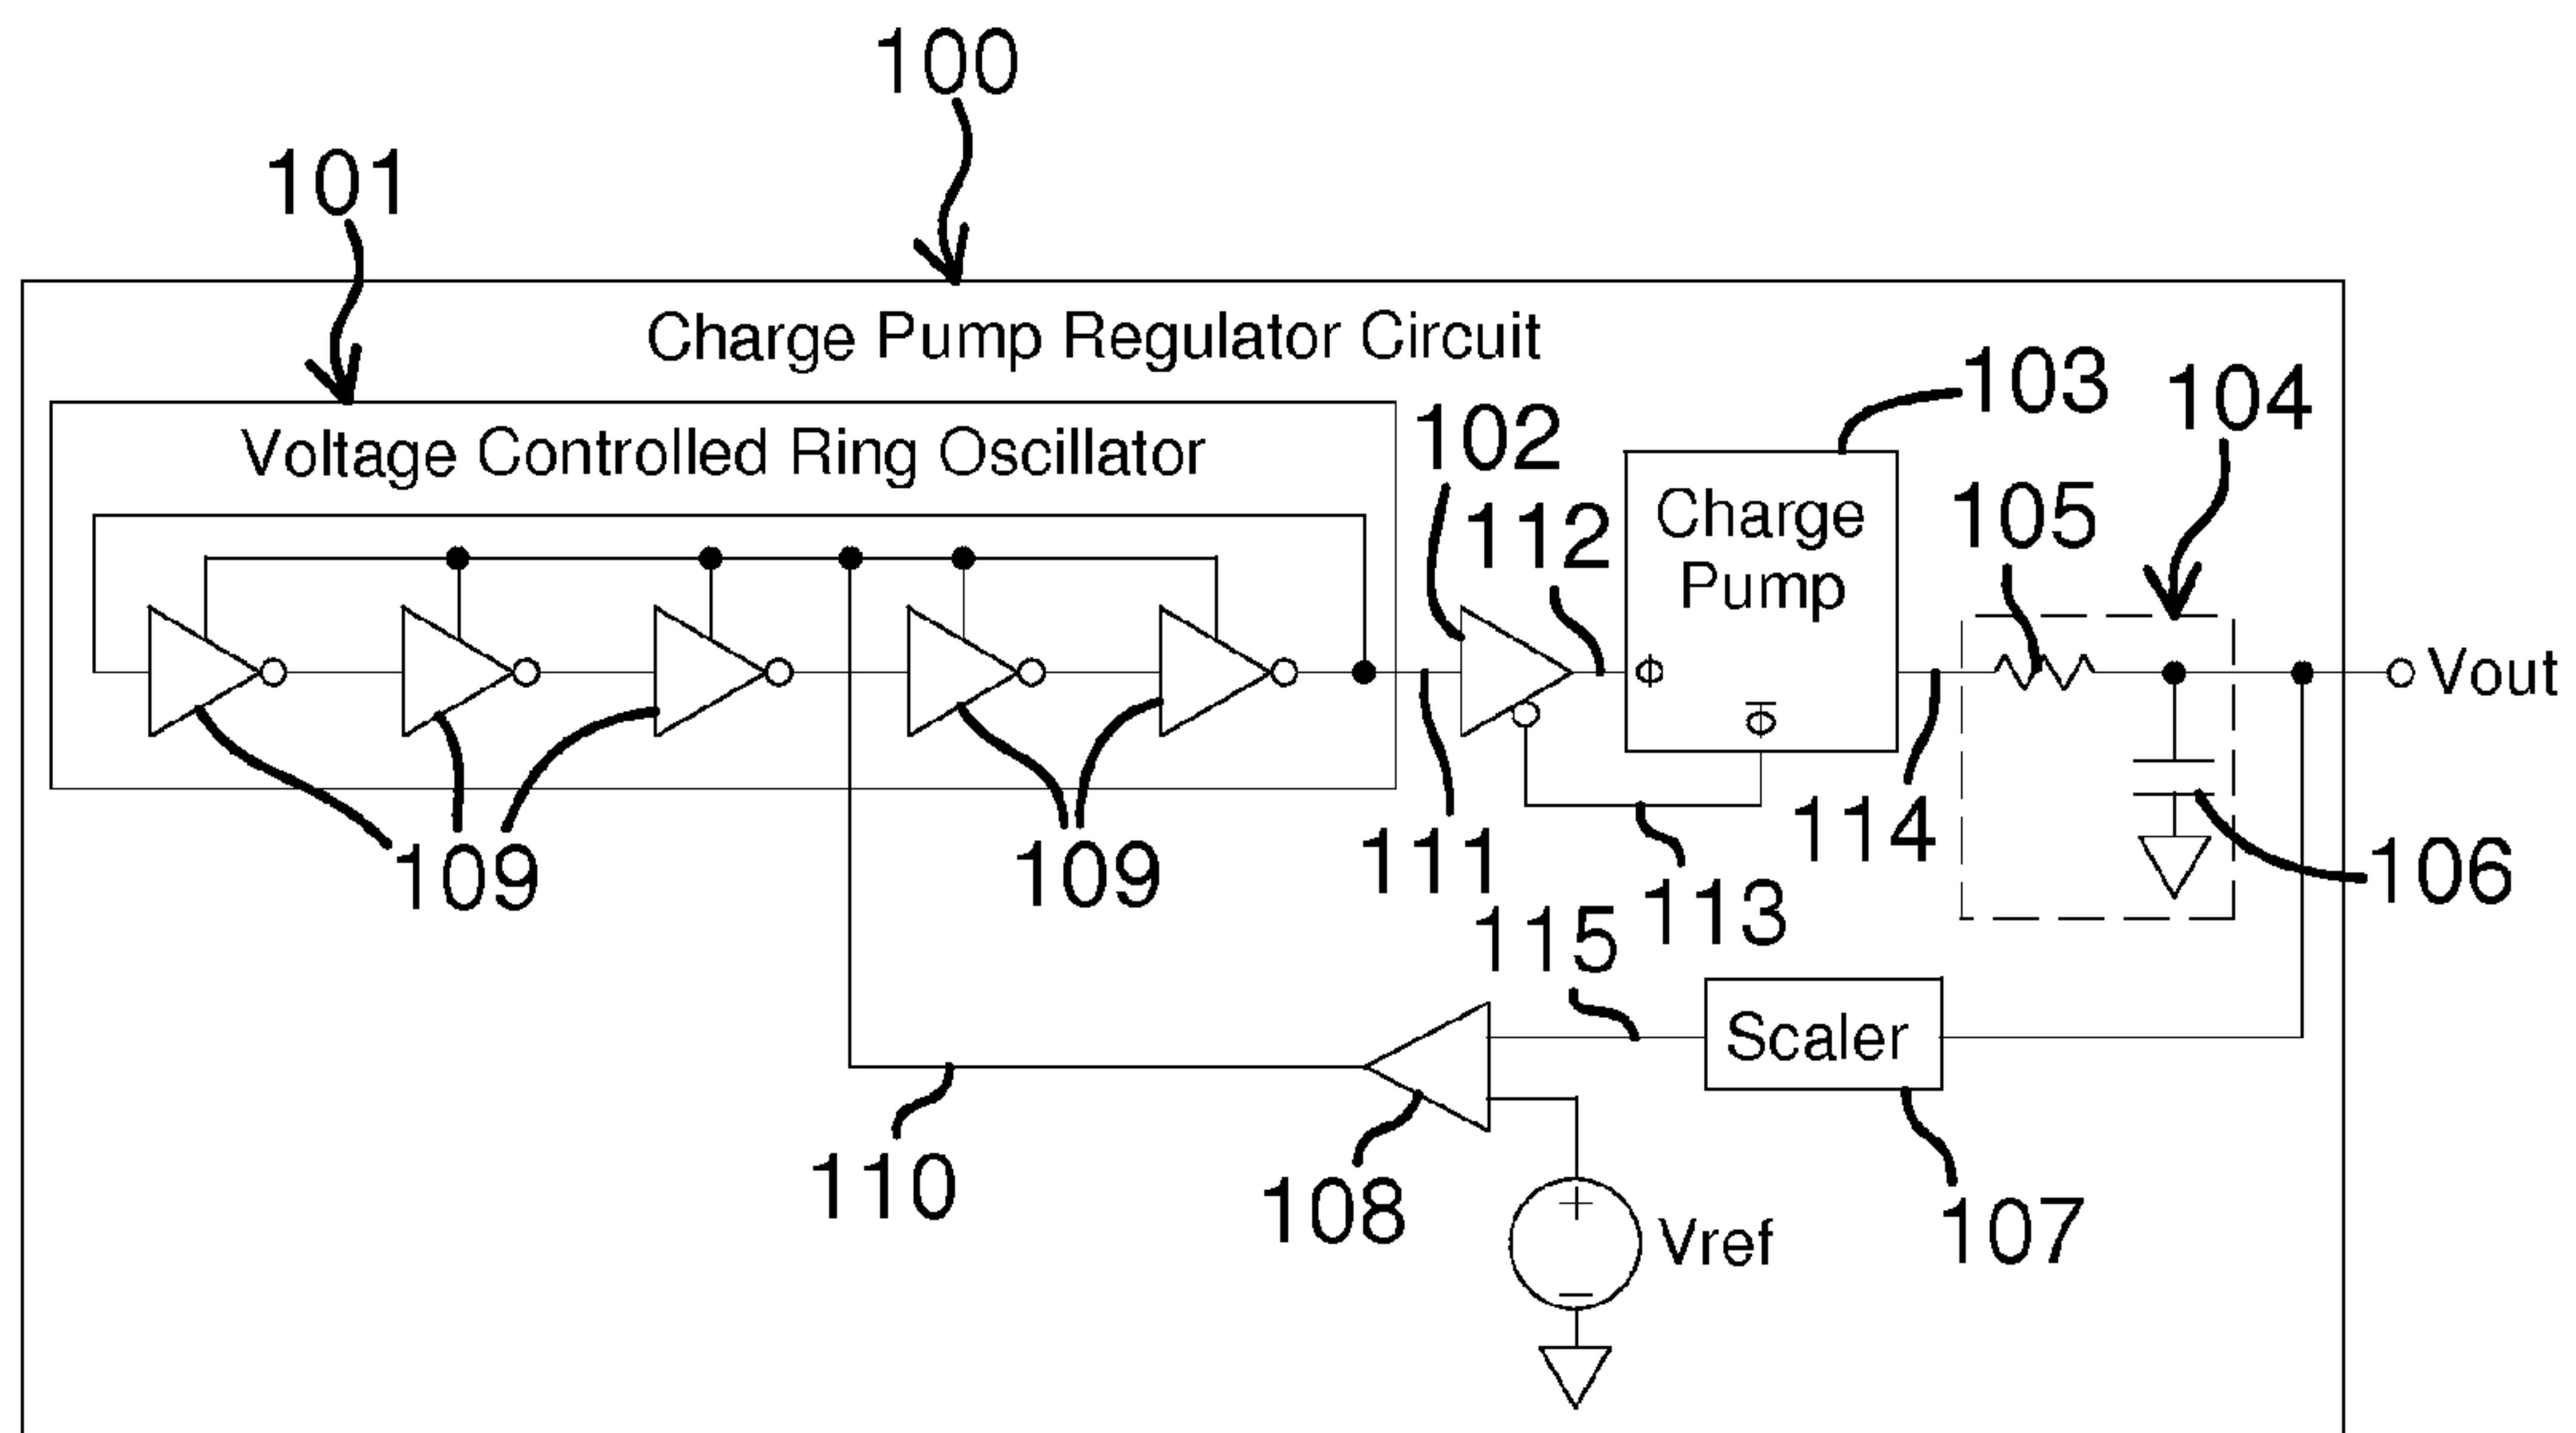 100
101
Charge Pump Regulator Circuit
103
104
102
Voltage Controlled Ring Oscillator
112
Charge
Pump
105
Φ
Φ̅
Vout
109
109
111
113
114
106
115
Scaler
110
108
+
−
Vref
107